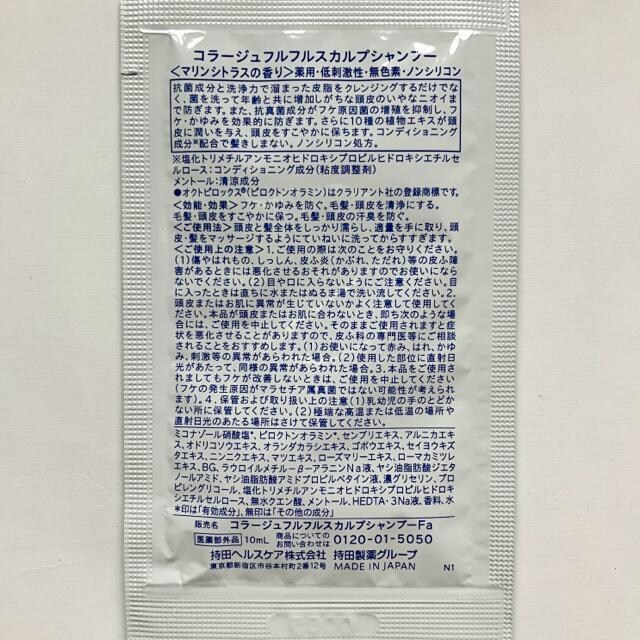 コラージュフルフルスカルプシャンプー
〈マリンシトラスの香り〉薬用・低刺激性・無色素・ノンシリコン
抗菌成分と洗浄力で溜まった皮脂をクレンジングするだけでな
く、菌を洗って年齢と共に増加しがちな頭皮のいやなニオイま
で防ぎます。また、抗真菌成分がフケ原因菌の増殖を抑制し、フ
ケ・かゆみを効果的に防ぎます。さらに10種の植物エキスが頭
皮に潤いを与え、頭皮をすこやかに保ちます。コンディショニング
成分※配合で髪きしまない。ノンシリコン処方。
※塩化トリメチルアンモニオヒドロキシプロピルヒドロキシエチルセ
ルロース:コンディショニング成分(粘度調整剤)
メントール:清涼成分
●オクトピロックス®(ピロクトンオラミン)はクラリアント社の登録商標です。
〈効能・効果〉フケ・かゆみを防ぐ。毛髪・頭皮を清浄にする。
毛髪・頭皮をすこやかに保つ。毛髪・頭皮の汗臭を防ぐ。
〈ご使用法〉頭皮と髪全体をしっかり濡らし、適量を手に取り、頭
皮・髪をマッサージするようにていねいに洗ってからすすぎます。
〈ご使用上の注意〉1.ご使用の際は次のことをお守りください。
(1)傷やはれもの、しっしん、皮ふ炎(かぶれ、ただれ)等の皮ふ障
害があるときには悪化させるおそれがありますのでお使いになら
ないでください。(2)目や口に入らないようにご注意ください。目
に入ったときは直ちに水またはぬるま湯で洗い流してください。2.
頭皮またはお肌に異常が生じていないかよく注意して使用してく
ださい。本品が頭皮またはお肌に合わないとき、即ち次のような場
合には、ご使用を中止してください。そのままご使用されますと症
状を悪化させることがありますので、皮ふ科の専門医等にご相談
されることをおすすめします。(1)お使いになって赤み、はれ、かゆ
み、刺激等の異常があらわれた場合。(2)使用した部位に直射日
光があたって、同様の異常があらわれた場合。3.本品をご使用さ
れましてもフケが改善しないときは、ご使用を中止してください
(フケの発生原因がマラセチア属真菌ではない可能性が考えられ
ます)。4.保管および取り扱い上の注意(1)乳幼児の手のとどか
ない所に保管してください。(2)極端な高温または低温の場所や
直射日光のあたる場所はさけて保管してください。
ミコナゾール硝酸塩*、ピロクトンオラミン*、センブリエキス、アルニカエキ
ス、オドリコソウエキス、オランダカラシエキス、ゴボウエキス、セイヨウキズ
タエキス、ニンニクエキス、マツエキス、ローズマリーエキス、ローマカミツレ
エキス、BG、ラウロイルメチル-β-アラニンNa液、ヤシ油脂肪酸ジエタ
ノールアミド、ヤシ油脂肪酸アミドプロピルベタイン液、濃グリセリン、プロ
ピレングリコール、塩化トリメチルアンモニオヒドロキシプロピルヒドロキ
シエチルセルロース、無水クエン酸、メントール、HEDTA・3Na液、香料、水
*印は「有効成分」、無印は「その他の成分」
販売名 コラージュフルフルスカルプシャンプーFa
医薬部外品 10mL 商品についてのお問い合わせは 0120-01-5050
持田ヘルスケア株式会社 持田製薬グループ
東京都新宿区市谷本村町2番12号 MADE IN JAPAN N1